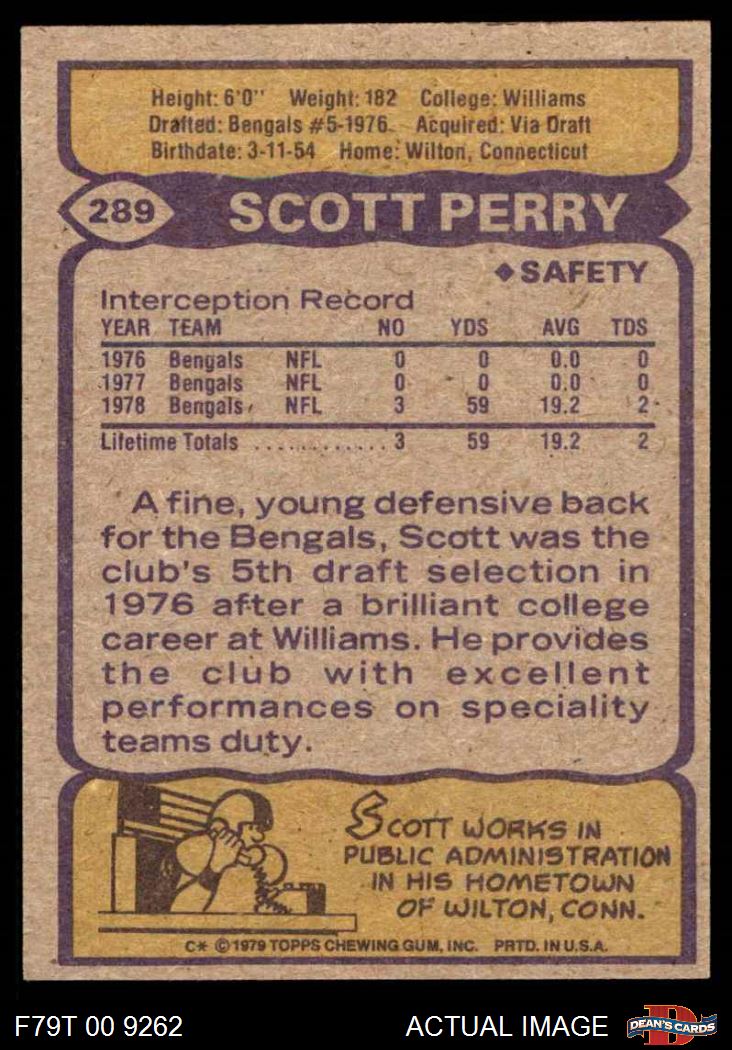 Height: 6'0" Weight: 182 College: Williams
Drafted: Bengals #5-1976 Acquired: Via Draft
Birthdate: 3-11-54 Home: Wilton, Connecticut
289 SCOTT PERRY
◆SAFETY
Interception Record
YEAR TEAM NO YDS AVG TDS
1976 Bengals NFL 0 0 0.0 0
1977 Bengals NFL 0 0 0.0 0
1978 Bengals NFL 3 59 19.2 2
Lifetime Totals ............ 3 59 19.2 2
A fine, young defensive back
for the Bengals, Scott was the
club's 5th draft selection in
1976 after a brilliant college
career at Williams. He provides
the club with excellent
performances on speciality
teams duty.
SCOTT WORKS IN
PUBLIC ADMINISTRATION
IN HIS HOMETOWN
OF WILTON, CONN.
C* © 1979 TOPPS CHEWING GUM, INC. PRTD. IN U.S.A.
F79T 00 9262 ACTUAL IMAGE D DEAN'S CARDS